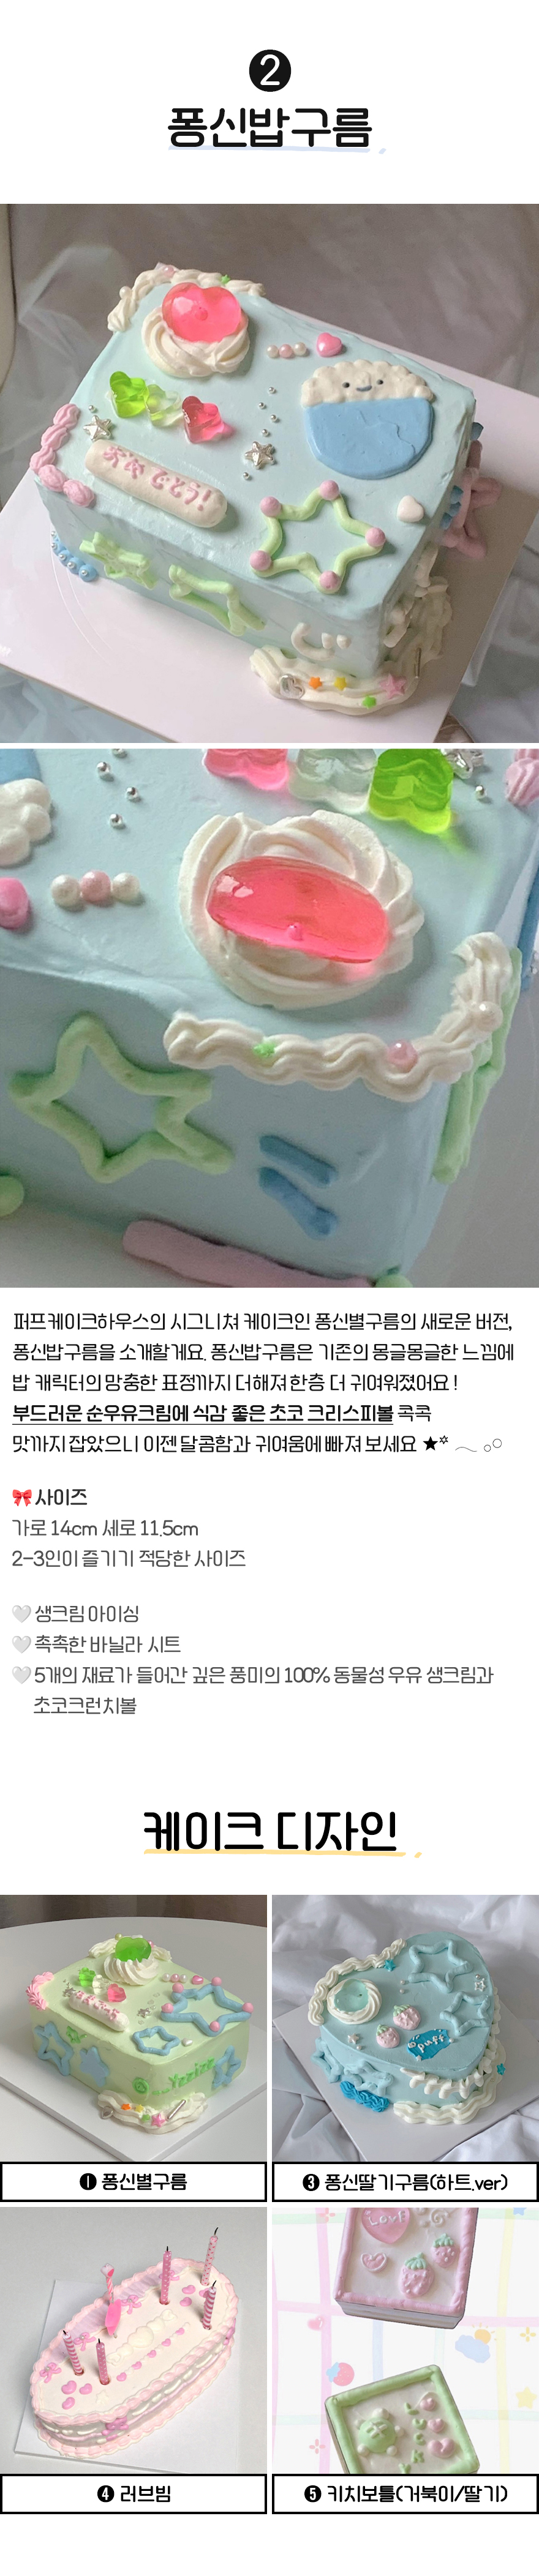 2
퐁신밥구름
おめでとう!
퍼프케이크하우스의 시그니쳐 케이크인 퐁신별구름의 새로운 버전,
퐁신밥구름을 소개할게요. 퐁신밥구름은 기존의 몽글몽글한 느낌에
밥 캐릭터의 망충한 표정까지 더해져 한층 더 귀여워졌어요 !
부드러운 순우유크림에 식감 좋은 초코 크리스피볼 콕콕
맛까지 잡았으니 이젠 달콤함과 귀여움에 빠져 보세요 ★
🎀사이즈
가로 14cm 세로 11.5cm
2-3인이 즐기기 적당한 사이즈
🤍생크림 아이싱
🤍촉촉한 바닐라 시트
🤍5개의 재료가 들어간 깊은 풍미의 100% 동물성 우유 생크림과
초코크런치볼
케이크 디자인
puff
❶ 퐁신별구름
❸ 퐁신딸기구름(하트.ver)
LOVE
❹ 러브빔
❺ 키치보틀(거북이/딸기)